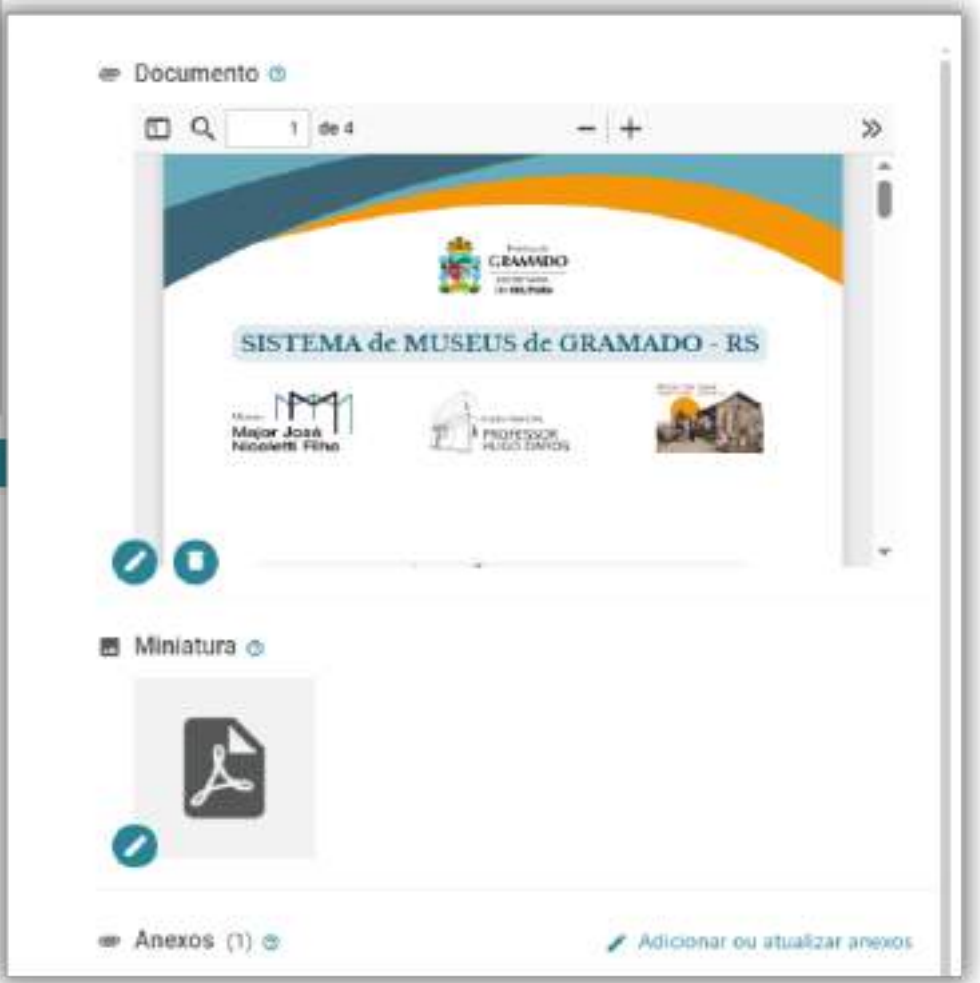 Documento
1 de 4
GRAMADO
SISTEMA de MUSEUS de GRAMADO - RS
Museu
Major José
Nicoletti Filho
PROFESSOR
HUGO DAROS
Miniatura
Anexos (1)
Adicionar ou atualizar anexos